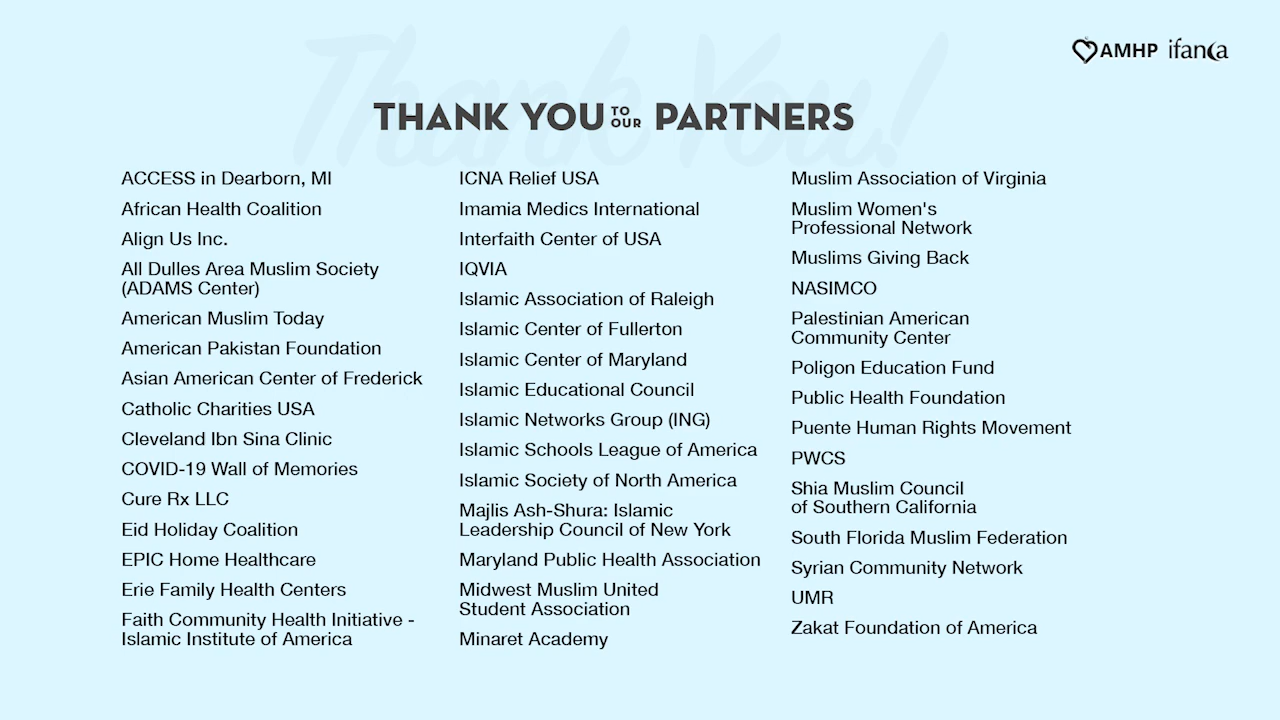 Thank You!
AMHP ifanca
THANK YOU TO OUR PARTNERS
ACCESS in Dearborn, MI
African Health Coalition
Align Us Inc.
All Dulles Area Muslim Society
(ADAMS Center)
American Muslim Today
American Pakistan Foundation
Asian American Center of Frederick
Catholic Charities USA
Cleveland Ibn Sina Clinic
COVID-19 Wall of Memories
Cure Rx LLC
Eid Holiday Coalition
EPIC Home Healthcare
Erie Family Health Centers
Faith Community Health Initiative -
Islamic Institute of America
ICNA Relief USA
Imamia Medics International
Interfaith Center of USA
IQVIA
Islamic Association of Raleigh
Islamic Center of Fullerton
Islamic Center of Maryland
Islamic Educational Council
Islamic Networks Group (ING)
Islamic Schools League of America
Islamic Society of North America
Majlis Ash-Shura: Islamic
Leadership Council of New York
Maryland Public Health Association
Midwest Muslim United
Student Association
Minaret Academy
Muslim Association of Virginia
Muslim Women's
Professional Network
Muslims Giving Back
NASIMCO
Palestinian American
Community Center
Poligon Education Fund
Public Health Foundation
Puente Human Rights Movement
PWCS
Shia Muslim Council
of Southern California
South Florida Muslim Federation
Syrian Community Network
UMR
Zakat Foundation of America